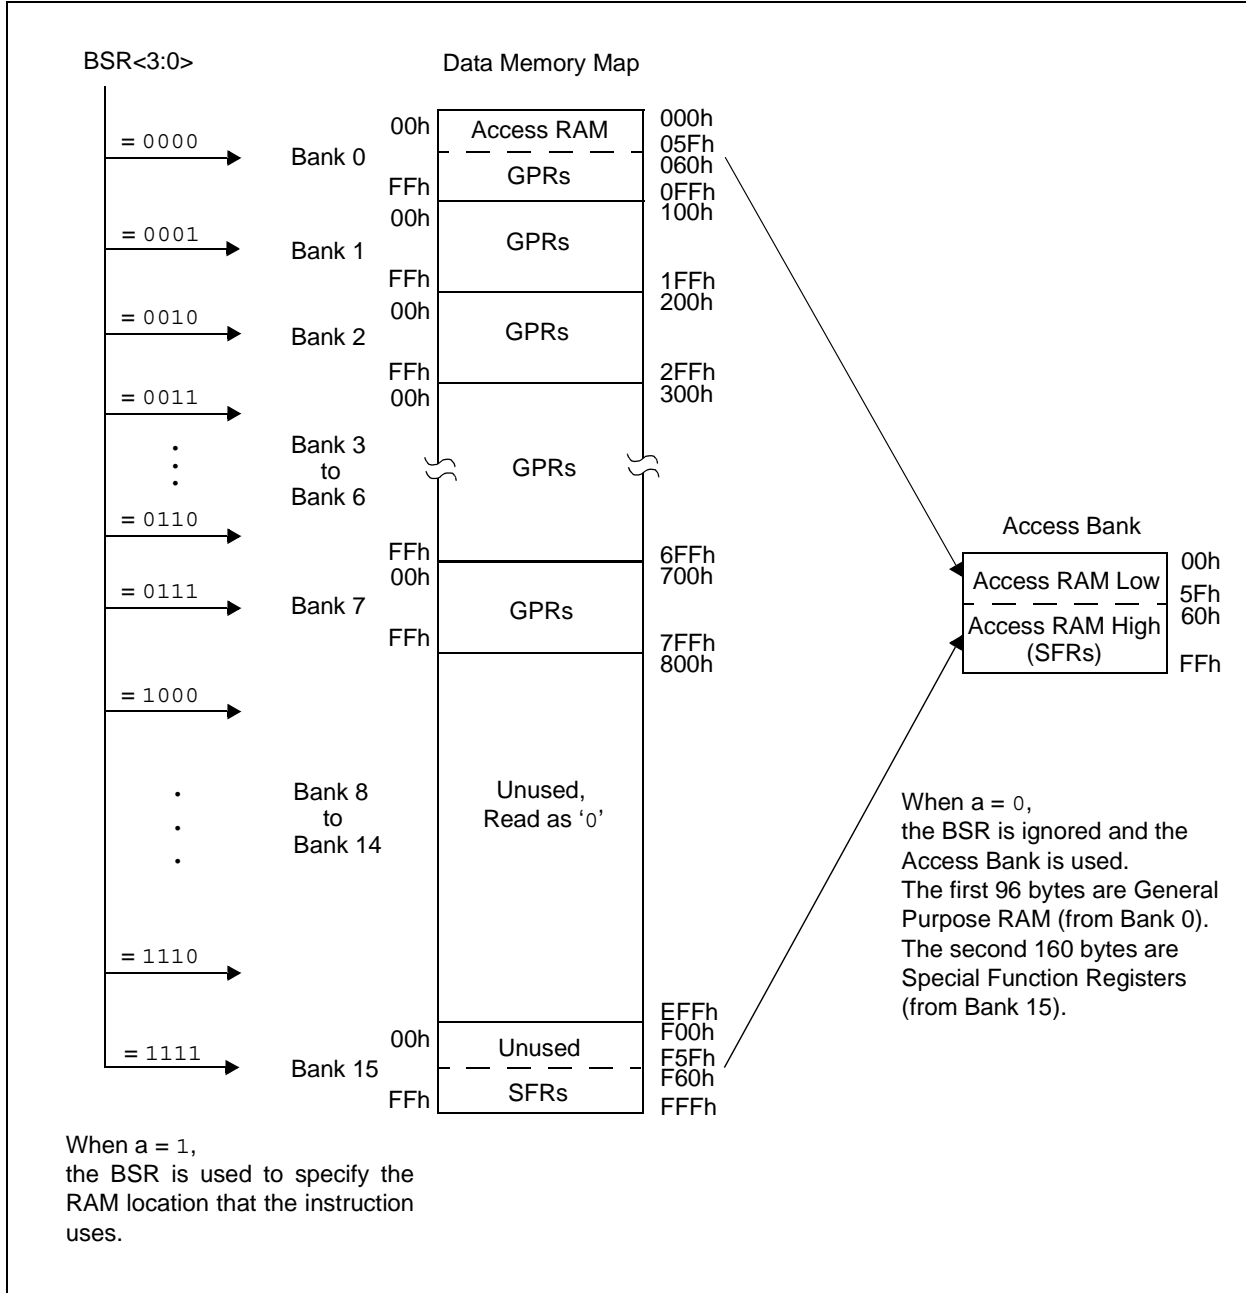 BSR<3:0>
Data Memory Map
= 0000
Bank 0
00h
Access RAM
000h
05Fh
060h
FFh
GPRs
0FFh
100h
= 0001
Bank 1
00h
GPRs
FFh
1FFh
200h
= 0010
Bank 2
00h
GPRs
FFh
2FFh
300h
= 0011
00h
Bank 3
to
Bank 6
GPRs
= 0110
FFh
6FFh
700h
= 0111
Bank 7
00h
GPRs
FFh
7FFh
800h
= 1000
Bank 8
to
Bank 14
Unused,
Read as ‘0’
= 1110
EFFh
F00h
= 1111
Bank 15
00h
Unused
F5Fh
F60h
FFh
SFRs
FFFh
Access Bank
Access RAM Low
00h
5Fh
60h
Access RAM High
(SFRs)
FFh
When a = 0,
the BSR is ignored and the
Access Bank is used.
The first 96 bytes are General
Purpose RAM (from Bank 0).
The second 160 bytes are
Special Function Registers
(from Bank 15).
When a = 1,
the BSR is used to specify the
RAM location that the instruction
uses.